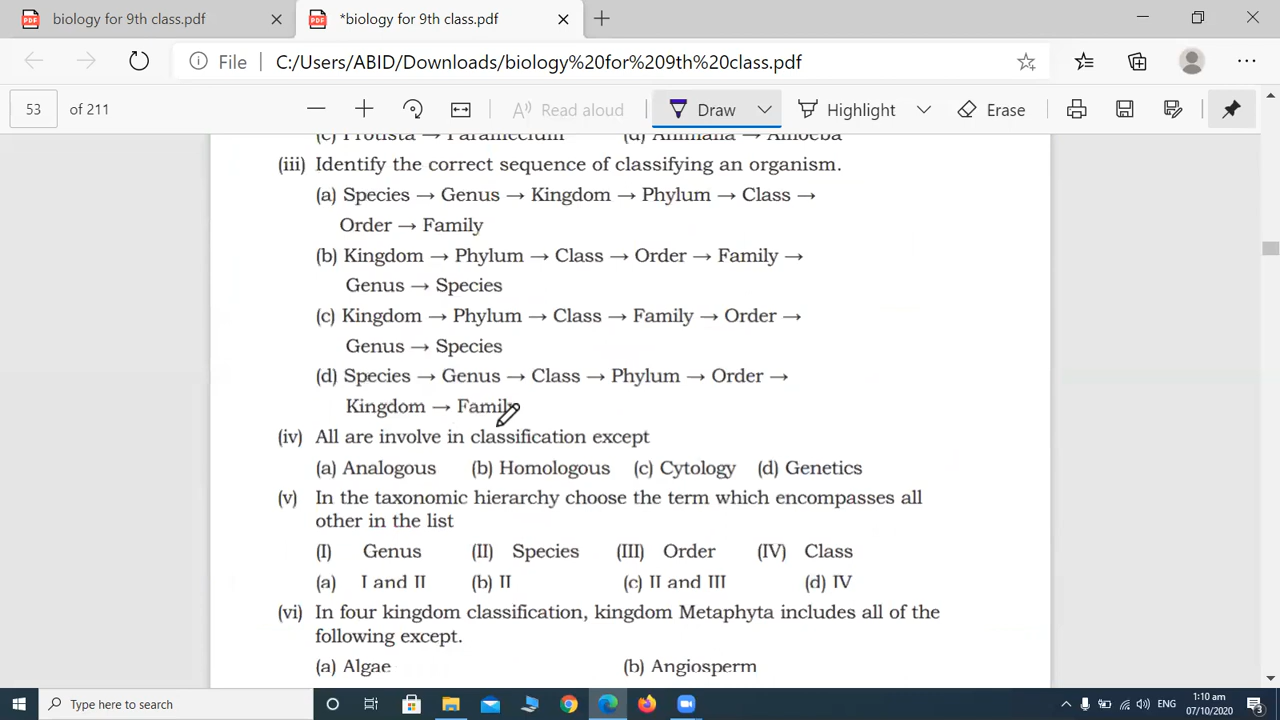 biology for 9th class.pdf
*biology for 9th class.pdf
File C:/Users/ABID/Downloads/biology%20for%209th%20class.pdf
53 of 211 Read aloud Draw Highlight Erase
(c) Protista → Paramecium (d) Animalia → Amoeba
(iii) Identify the correct sequence of classifying an organism.
(a) Species → Genus → Kingdom → Phylum → Class →
Order → Family
(b) Kingdom → Phylum → Class → Order → Family →
Genus → Species
(c) Kingdom → Phylum → Class → Family → Order →
Genus → Species
(d) Species → Genus → Class → Phylum → Order →
Kingdom → Family
(iv) All are involve in classification except
(a) Analogous (b) Homologous (c) Cytology (d) Genetics
(v) In the taxonomic hierarchy choose the term which encompasses all
other in the list
(I) Genus (II) Species (III) Order (IV) Class
(a) I and II (b) II (c) II and III (d) IV
(vi) In four kingdom classification, kingdom Metaphyta includes all of the
following except.
(a) Algae (b) Angiosperm
Type here to search
ENG
1:10 am
07/10/2020
3